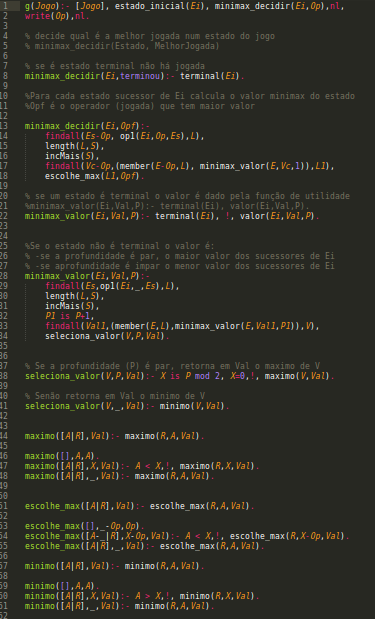 1 g(Jogo):- [Jogo], estado_inicial(Ei), minimax_decidir(Ei,Op),nl,
2 write(Op),nl.
3
4 % decide qual é a melhor jogada num estado do jogo
5 % minimax_decidir(Estado, MelhorJogada)
6
7 % se é estado terminal não há jogada
8 minimax_decidir(Ei,terminou):- terminal(Ei).
9
10 %Para cada estado sucessor de Ei calcula o valor minimax do estado
11 %Opf é o operador (jogada) que tem maior valor
12
13 minimax_decidir(Ei,Opf):-
14 findall(Es-Op, op1(Ei,Op,Es),L),
15 length(L,S),
16 incMais(S),
17 findall(Vc-Op,(member(E-Op,L), minimax_valor(E,Vc,1)),L1),
18 escolhe_max(L1,Opf).
19
20 % se um estado é terminal o valor é dado pela função de utilidade
21 %minimax_valor(Ei,Val,P):- terminal(Ei), valor(Ei,Val,P).
22 minimax_valor(Ei,Val,P):- terminal(Ei), !, valor(Ei,Val,P).
23
24
25 %Se o estado não é terminal o valor é:
26 % -se a profundidade é par, o maior valor dos sucessores de Ei
27 % -se aprofundidade é impar o menor valor dos sucessores de Ei
28 minimax_valor(Ei,Val,P):-
29 findall(Es,op1(Ei,_,Es),L),
30 length(L,S),
31 incMais(S),
32 P1 is P+1,
33 findall(Val1,(member(E,L),minimax_valor(E,Val1,P1)),V),
34 seleciona_valor(V,P,Val).
35
36
37 % Se a profundidade (P) é par, retorna em Val o maximo de V
38 seleciona_valor(V,P,Val):- X is P mod 2, X=0,!, maximo(V,Val).
39
40 % Senão retorna em Val o minimo de V
41 seleciona_valor(V,_,Val):- minimo(V,Val).
42
43
44 maximo([A|R],Val):- maximo(R,A,Val).
45
46 maximo([],A,A).
47 maximo([A|R],X,Val):- A < X,!, maximo(R,X,Val).
48 maximo([A|R],_,Val):- maximo(R,A,Val).
49
50
51 escolhe_max([A|R],Val):- escolhe_max(R,A,Val).
52
53 escolhe_max([],_-Op,Op).
54 escolhe_max([A-_|R],X-Op,Val):- A < X,!, escolhe_max(R,X-Op,Val).
55 escolhe_max([A|R],_,Val):- escolhe_max(R,A,Val).
56
57 minimo([A|R],Val):- minimo(R,A,Val).
58
59 minimo([],A,A).
60 minimo([A|R],X,Val):- A > X,!, minimo(R,X,Val).
61 minimo([A|R],_,Val):- minimo(R,A,Val).
62